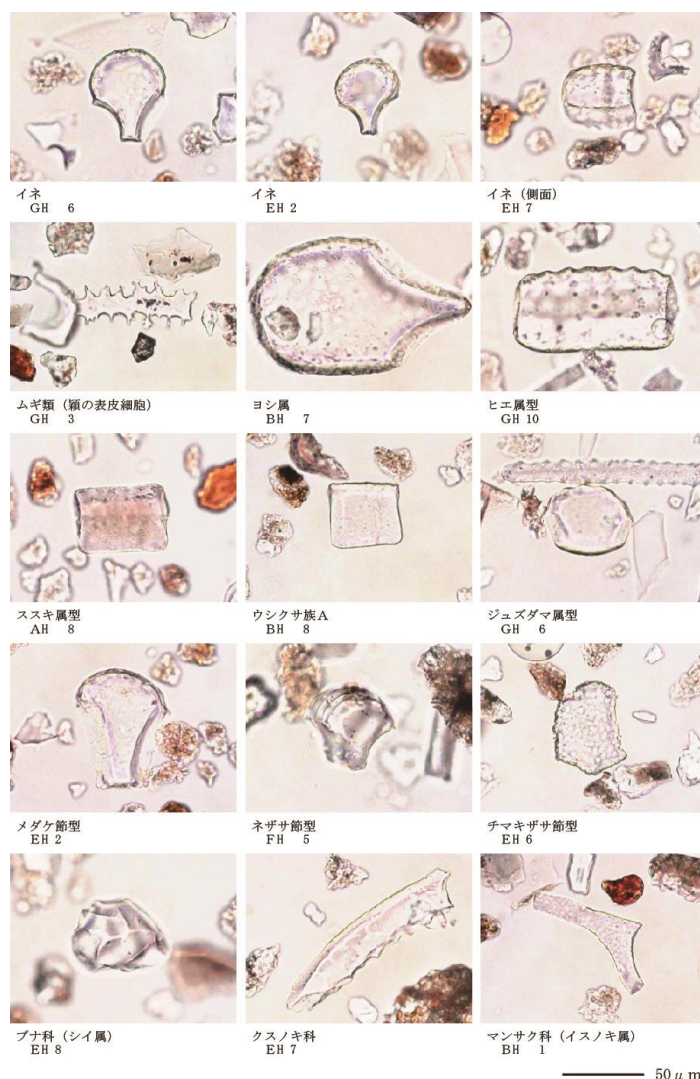 イネ
GH 6
イネ
EH 2
イネ (側面)
EH 7
ムギ類 (穎の表皮細胞)
GH 3
ヨシ属
BH 7
ヒエ属型
GH 10
ススキ属型
AH 8
ウシクサ族A
BH 8
ジュズダマ属型
GH 6
メダケ節型
EH 2
ネザサ節型
FH 5
チマキザサ節型
EH 6
ブナ科 (シイ属)
EH 8
クスノキ科
EH 7
マンサク科 (イスノキ属)
BH 1
50μm